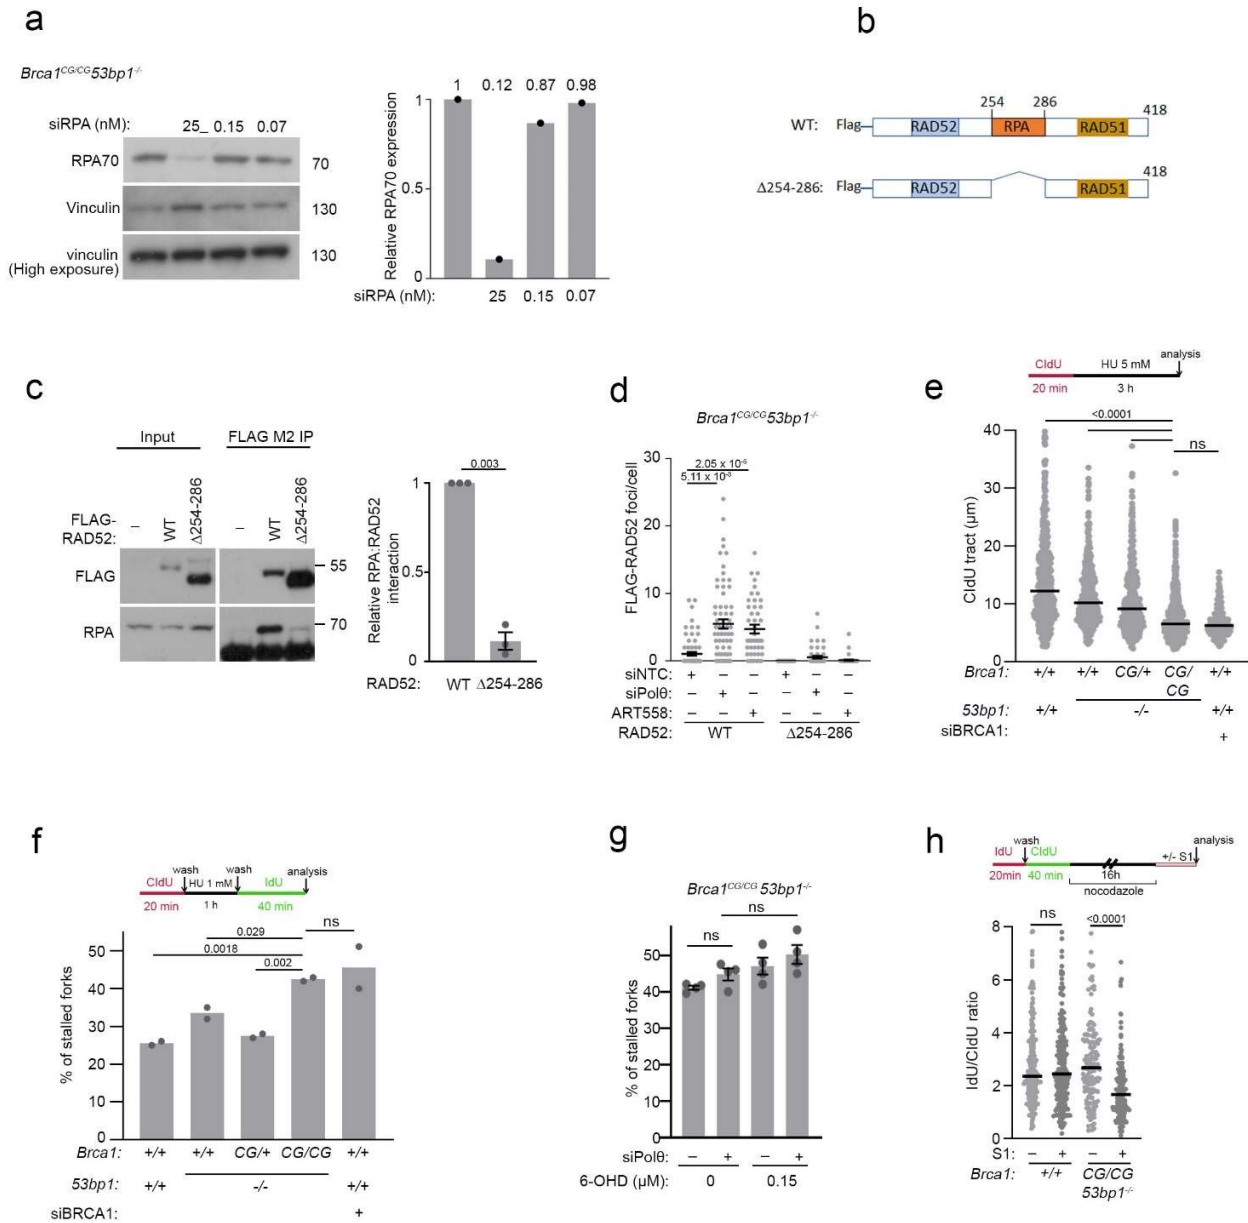 a
Brca1CG/CG53bp1-/-
siRPA (nM): 25_ 0.15 0.07
RPA70 70
Vinculin 130
vinculin
(High exposure) 130
1 0.12 0.87 0.98
Relative RPA70 expression
1
0.5
0
siRPA (nM): 25 0.15 0.07
b
254 286 418
WT: Flag RAD52 RPA RAD51
418
Δ254-286: Flag RAD52 RAD51
c
Input FLAG M2 IP
FLAG-
RAD52: – WT Δ254-286 – WT Δ254-286
FLAG 55
RPA 70
0.003
Relative RPA:RAD52
interaction
1.0
0.5
0
RAD52: WT Δ254-286
d
Brca1CG/CG53bp1-/-
2.05 x 10-6
FLAG-RAD52 foci/cell
30
20
10
0
siNTC: + – – + – –
siPolθ: – + – – + –
ART558: – – + – – +
RAD52: WT Δ254-286
e
CldU HU 5 mM analysis
20 min 3 h
<0.0001
ns
CldU tract (µm)
40
30
20
10
0
Brca1: +/+ +/+ CG/+ CG/ +/+
CG
53bp1: +/+ -/- +/+
siBRCA1: +
f
wash wash
CldU HU 1 mM IdU analysis
20 min 1 h 40 min
ns
0.029
0.0018
0.002
% of stalled forks
50
40
30
20
10
0
Brca1: +/+ +/+ CG/+ CG/CG +/+
53bp1: +/+ -/- +/+
siBRCA1: +
g
Brca1CG/CG 53bp1-/-
ns
ns
% of stalled forks
50
40
30
20
10
0
siPolθ: – + – +
6-OHD (µM): 0 0.15
h
wash analysis
IdU CldU +/- S1
20min 40 min 16h
nocodazole
ns <0.0001
IdU/CldU ratio
8
6
4
2
0
S1: – + – +
Brca1: +/+ CG/CG
53bp1-/-